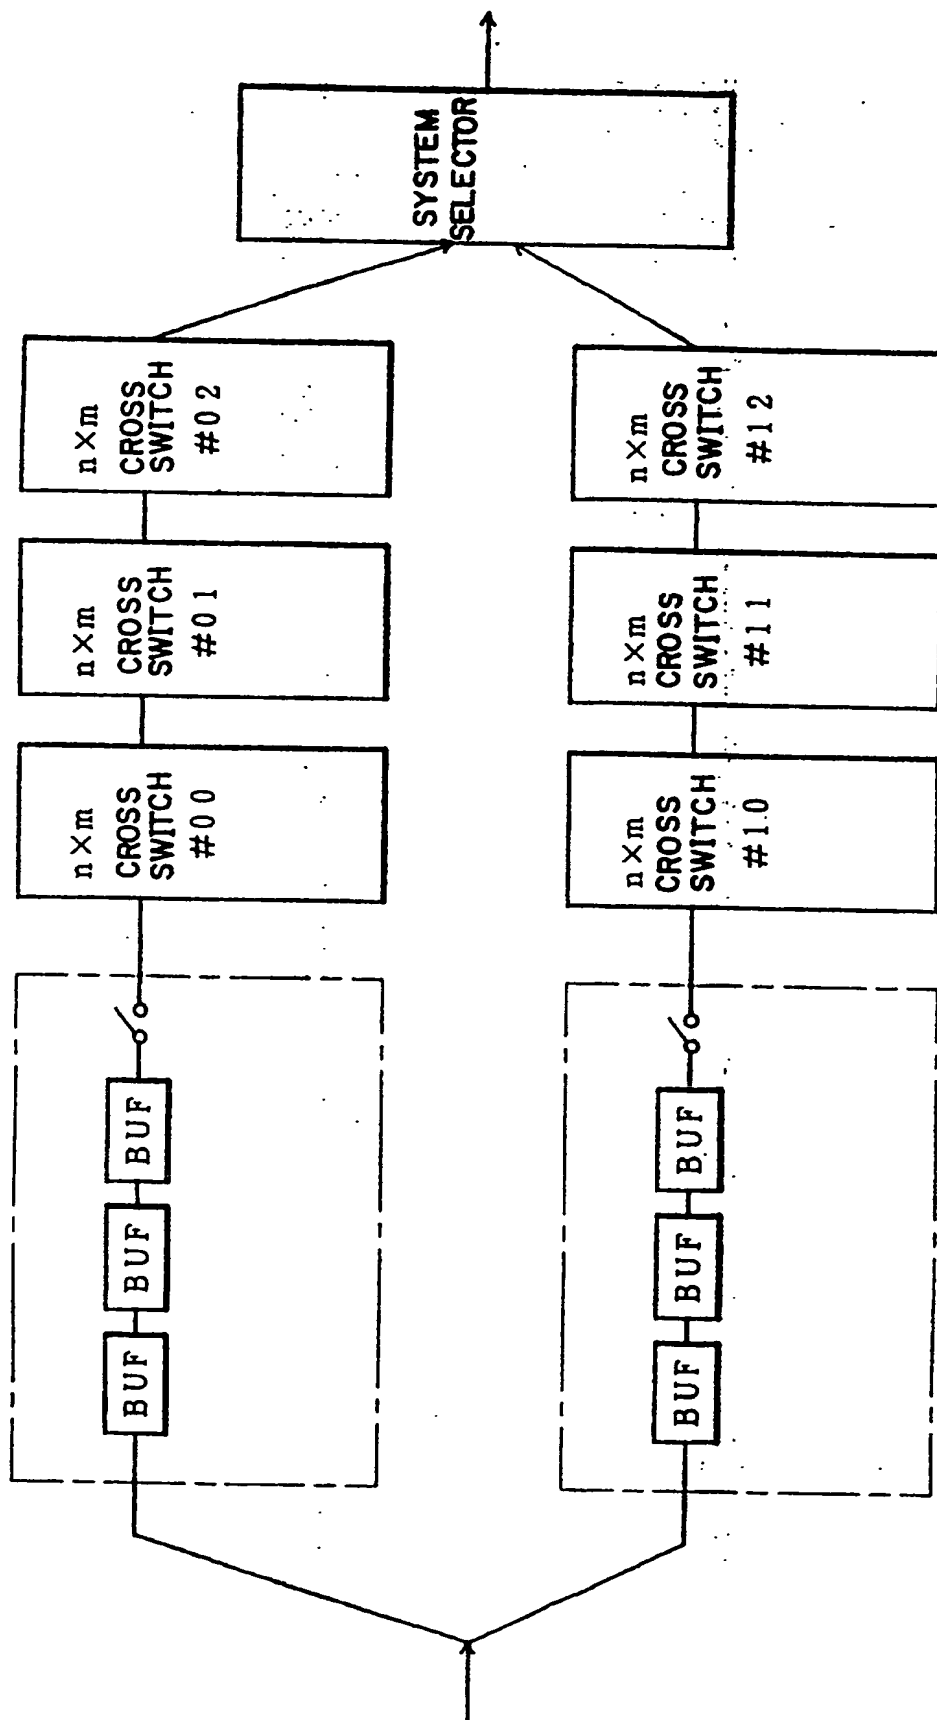 BUF
BUF
BUF
n×m
CROSS
SWITCH
#00
n×m
CROSS
SWITCH
#01
n×m
CROSS
SWITCH
#02
BUF
BUF
BUF
n×m
CROSS
SWITCH
#10
n×m
CROSS
SWITCH
#11
n×m
CROSS
SWITCH
#12
SYSTEM
SELECTOR